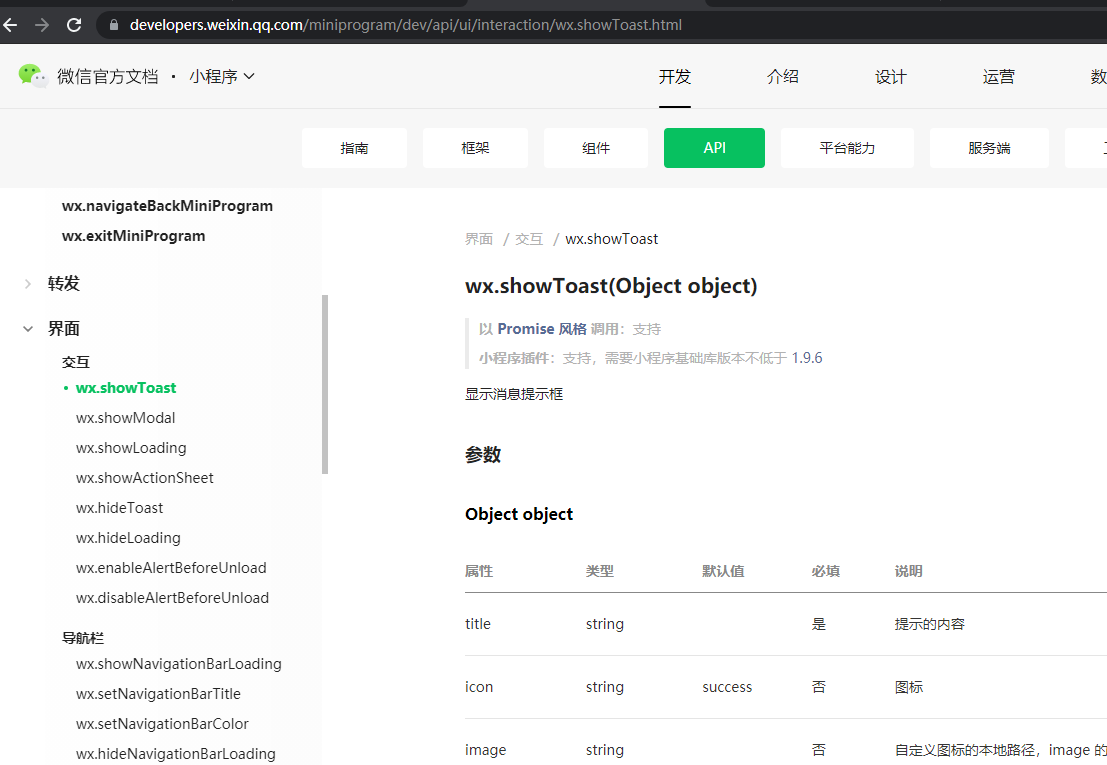 developers.weixin.qq.com/miniprogram/dev/api/ui/interaction/wx.showToast.html
微信官方文档 · 小程序 开发 介绍 设计 运营 数
指南 框架 组件 API 平台能力 服务端
wx.navigateBackMiniProgram
wx.exitMiniProgram
转发
界面
交互
wx.showToast
wx.showModal
wx.showLoading
wx.showActionSheet
wx.hideToast
wx.hideLoading
wx.enableAlertBeforeUnload
wx.disableAlertBeforeUnload
导航栏
wx.showNavigationBarLoading
wx.setNavigationBarTitle
wx.setNavigationBarColor
wx.hideNavigationBarLoading
界面 / 交互 / wx.showToast
wx.showToast(Object object)
以 Promise 风格 调用：支持
小程序插件：支持，需要小程序基础库版本不低于 1.9.6
显示消息提示框
参数
Object object
属性 类型 默认值 必填 说明
title string 是 提示的内容
icon string success 否 图标
image string 否 自定义图标的本地路径，image 的